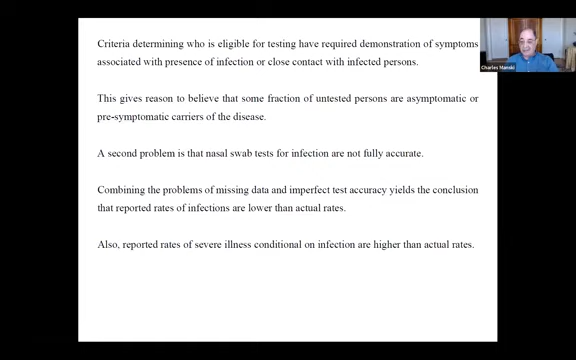 Criteria determining who is eligible for testing have required demonstration of symptoms
associated with presence of infection or close contact with infected persons.
This gives reason to believe that some fraction of untested persons are asymptomatic or
pre-symptomatic carriers of the disease.
A second problem is that nasal swab tests for infection are not fully accurate.
Combining the problems of missing data and imperfect test accuracy yields the conclusion
that reported rates of infections are lower than actual rates.
Also, reported rates of severe illness conditional on infection are higher than actual rates.
Charles Manski